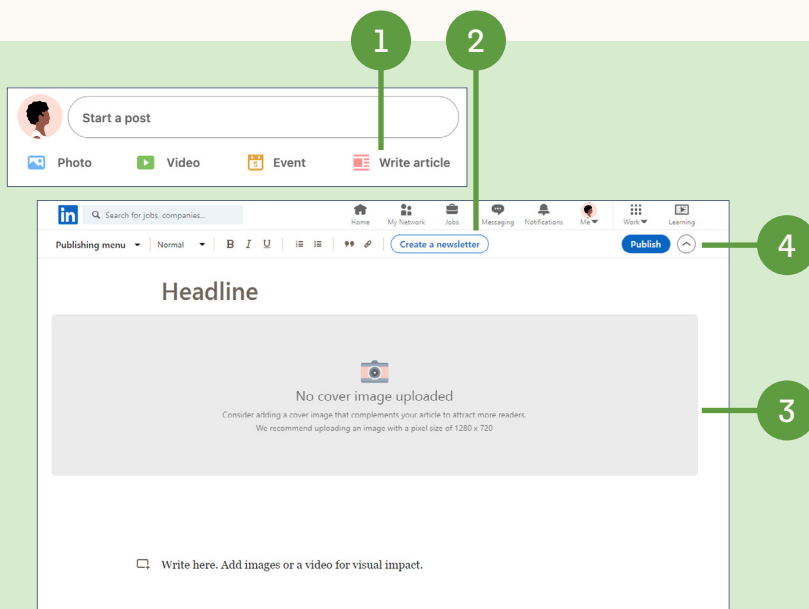 1
2
Start a post
Photo
Video
5
Event
Write article
in
Search for jobs. companies...
Home
My Network
Jobs
Messaging
Notifications
Me
Work
Learning
Publishing menu
Normal
B I U
Create a newsletter
Publish
4
Headline
No cover image uploaded
Consider adding a cover image that complements your article to attract more readers.
We recommend uploading an image with a pixel size of 1280 x 720
3
Write here. Add images or a video for visual impact.